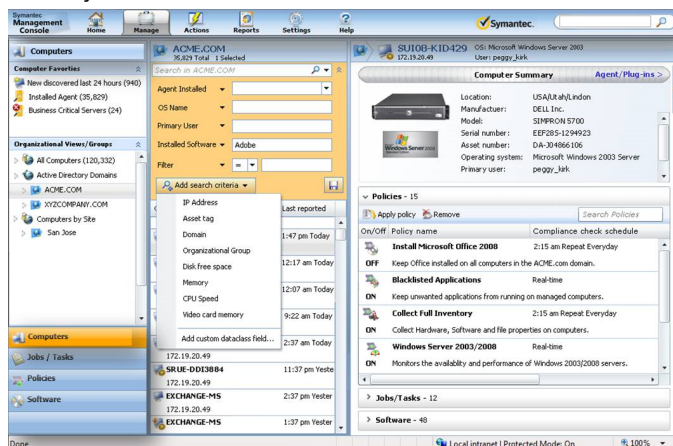 Symantec
Management
Console
Home
Manage
Actions
Reports
Settings
Help
Symantec.
Computers
Computer Favorties
New discovered last 24 hours (940)
Installed Agent (35,829)
Business Critical Servers (24)
Organizational Views/Groups
All Computers (120,332)
Active Directory Domains
ACME.COM
XYZCOMPANY.COM
Computers by Site
San Jose
Computers
Jobs / Tasks
Policies
Software
ACME.COM
35,829 Total 1 Selected
Search in ACME.COM
Agent Installed
OS Name
Primary User
Installed Software
Adobe
Filter
=
Add search criteria
IP Address
Asset tag
Domain
Organizational Group
Disk free space
Memory
CPU Speed
Video card memory
Add custom dataclass field...
Last reported
1:47 pm Today
12:17 am Today
12:07 am Today
9:22 am Today
2:37 am Today
172.19.20.49
SRUE-DDI3884 11:37 pm Yeste
172.19.20.49
EXCHANGE-MS 2:37 pm Yester
172.19.20.49
EXCHANGE-MS 1:37 pm Yester
SUI08-KID429
172.19.20.49
OS: Microsoft Windows Server 2003
User: peggy_kirk
Computer Summary
Agent/Plug-ins >
Windows Server 2003
Location: USA/Utah/Lindon
Manufactuer: DELL Inc.
Model: SIMPRON 5700
Serial number: EEF28S-1294923
Asset number: DA-J04866106
Operating system: Microsoft Windows 2003 Server
Primary user: peggy_kirk
Policies - 15
Apply policy Remove
Search Policies
On/Off Policy name Compliance check schedule
Install Microsoft Office 2008 2:15 am Repeat Everyday
OFF Keep Office installed on all computers in the ACME.com domain.
Blacklisted Applications Real-time
ON Keep unwanted applications from running on managed computers.
Collect Full Inventory 2:15 am Repeat Everyday
ON Collect Hardware, Software and file properties on computers.
Windows Server 2003/2008 Real-time
ON Monitors the availablity and performance of Windows 2003/2008 servers.
Jobs/Tasks - 12
Software - 48
Done
Local intranet | Protected Mode: On
100%